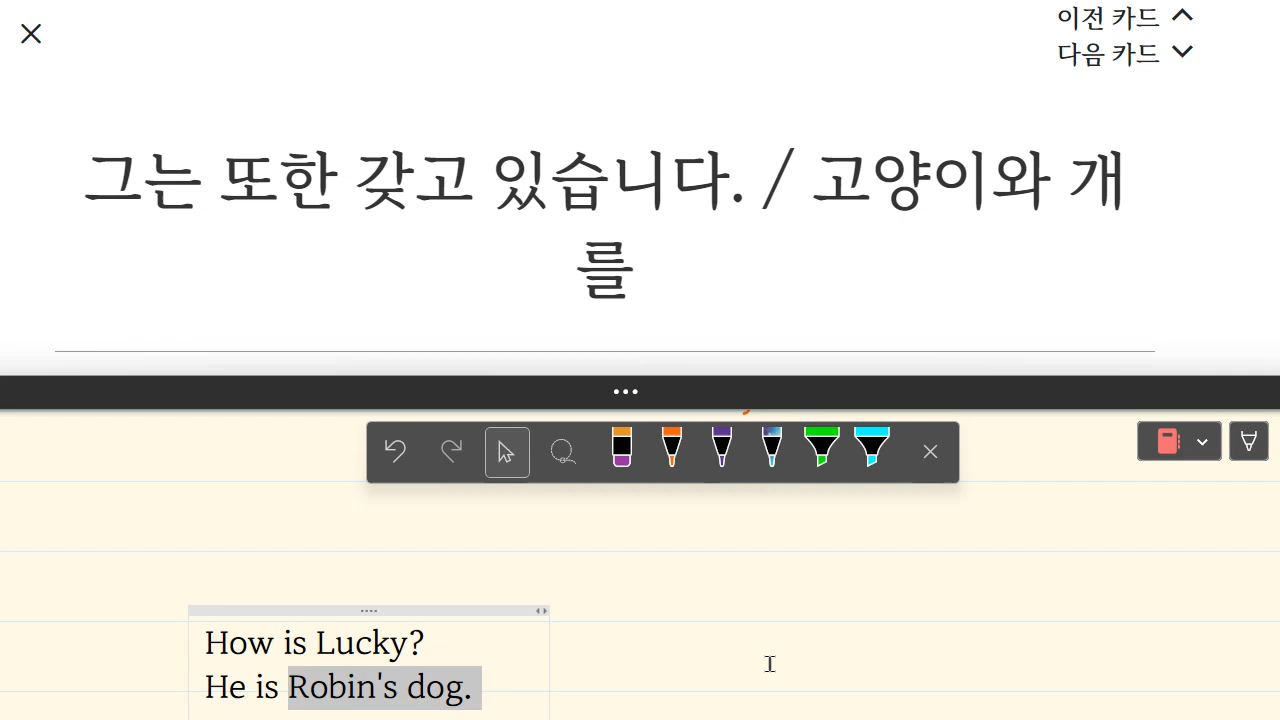 이전 카드
다음 카드
그는 또한 갖고 있습니다. / 고양이와 개
를
How is Lucky?
He is Robin's dog.